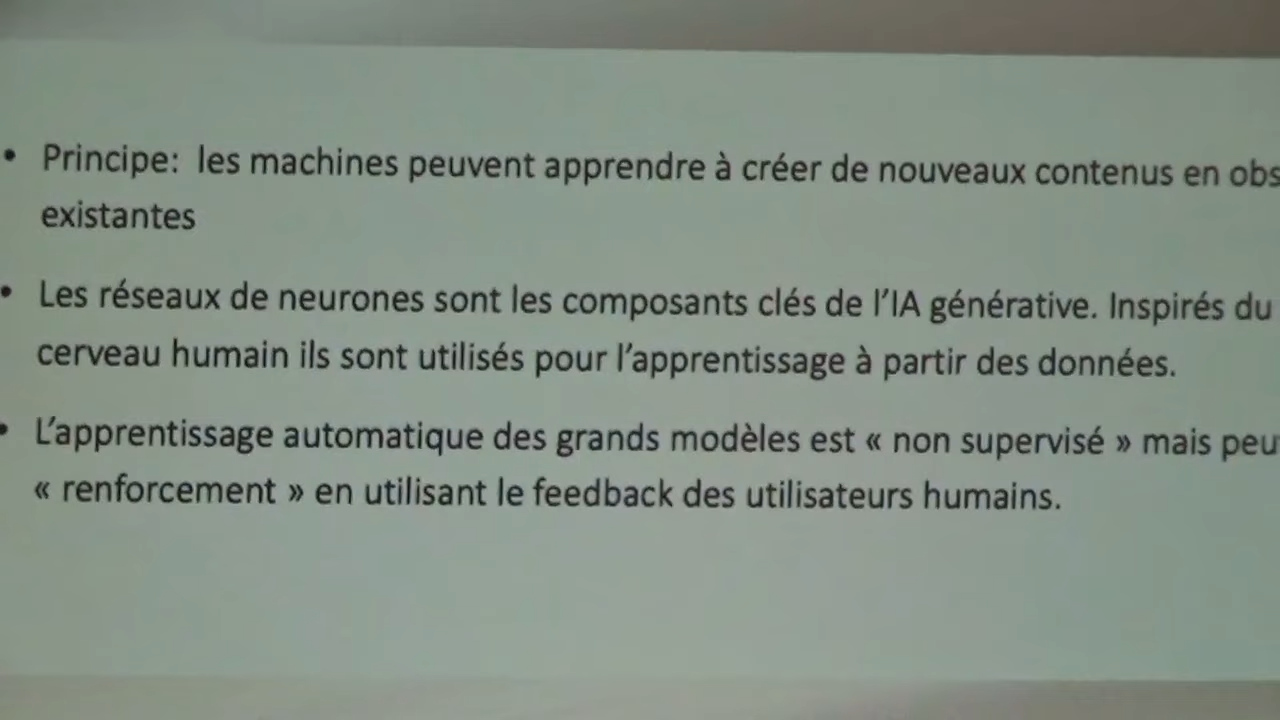 • Principe: les machines peuvent apprendre à créer de nouveaux contenus en obs
existantes
• Les réseaux de neurones sont les composants clés de l’IA générative. Inspirés du
cerveau humain ils sont utilisés pour l’apprentissage à partir des données.
• L’apprentissage automatique des grands modèles est « non supervisé » mais peu
« renforcement » en utilisant le feedback des utilisateurs humains.